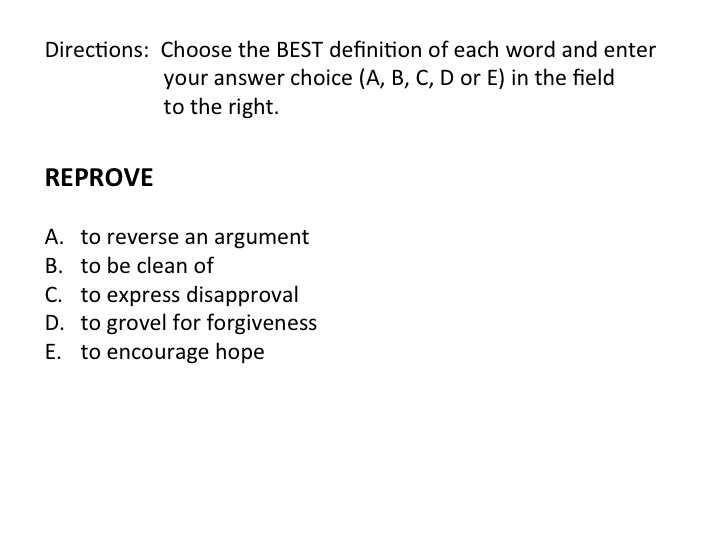 Directions: Choose the BEST definition of each word and enter
your answer choice (A, B, C, D or E) in the field
to the right.
REPROVE
A. to reverse an argument
B. to be clean of
C. to express disapproval
D. to grovel for forgiveness
E. to encourage hope